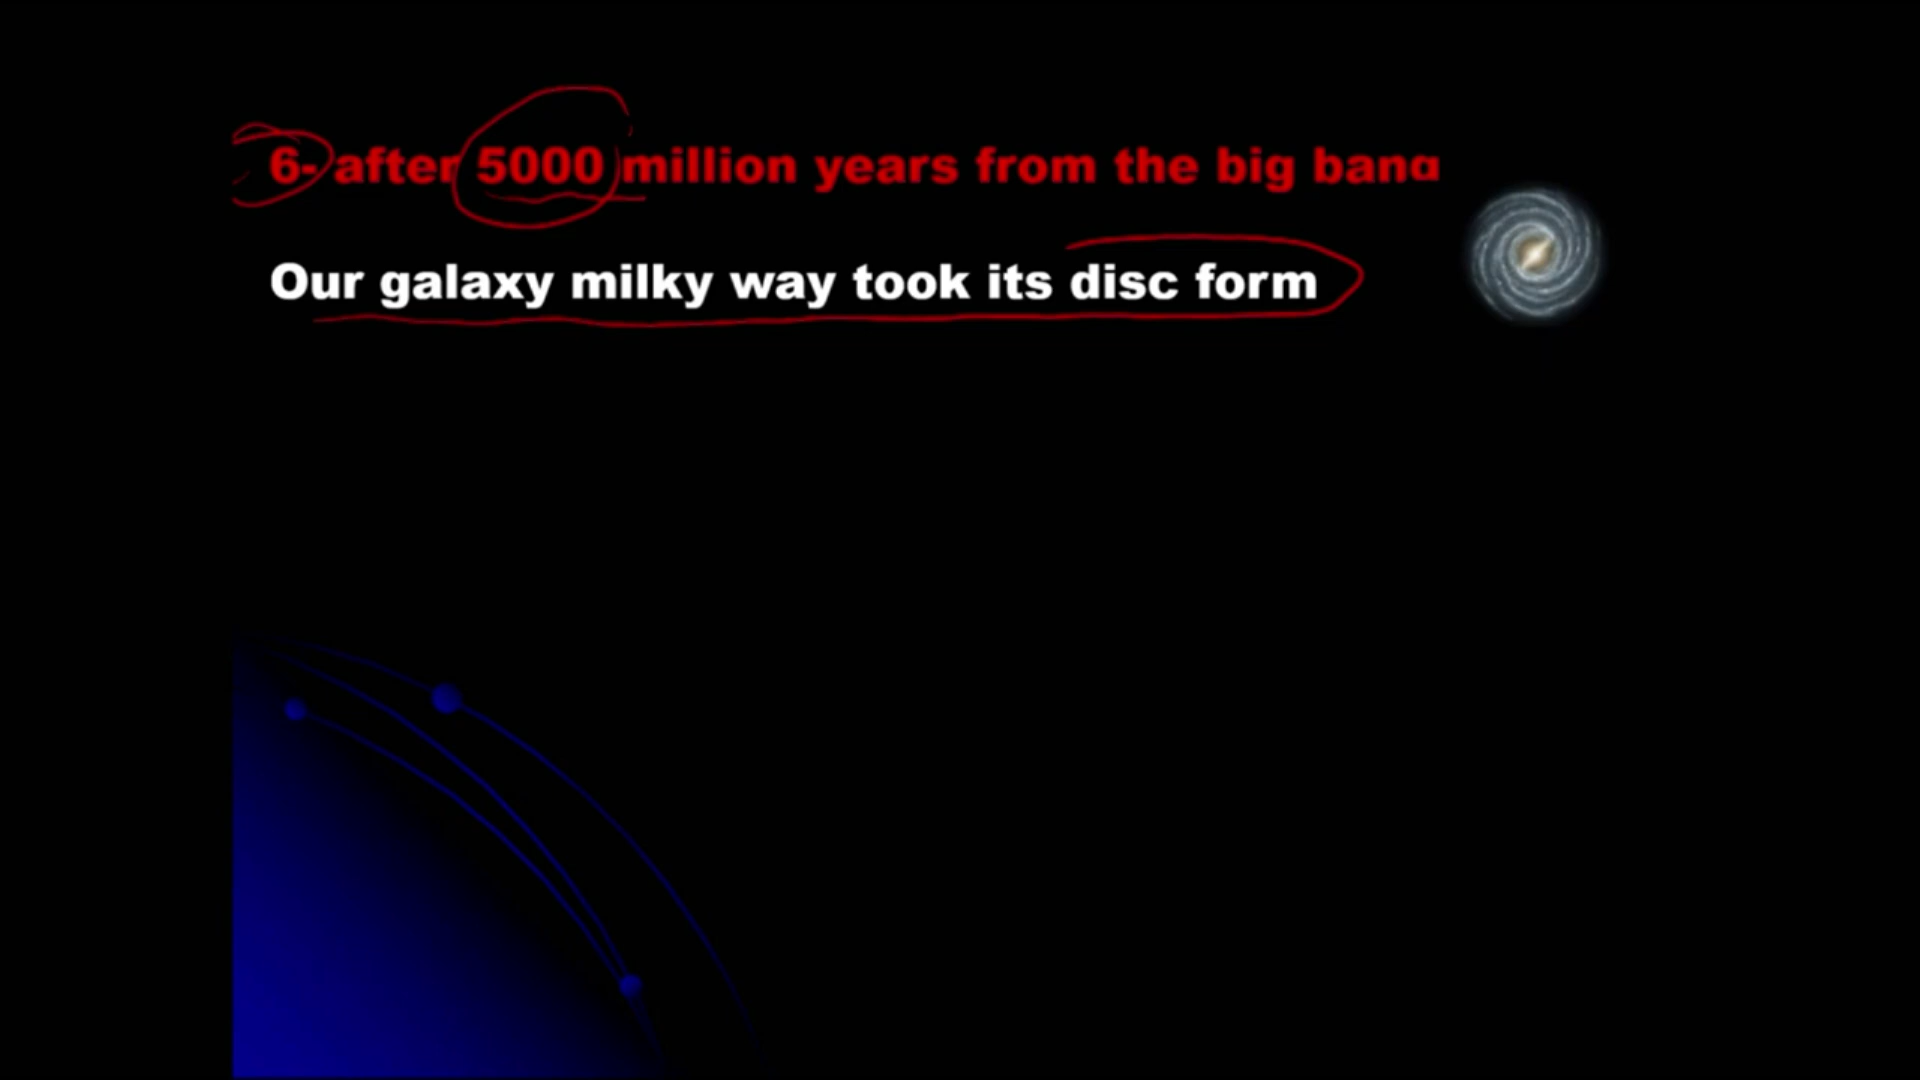 6- after 5000 million years from the big bang
Our galaxy milky way took its disc form